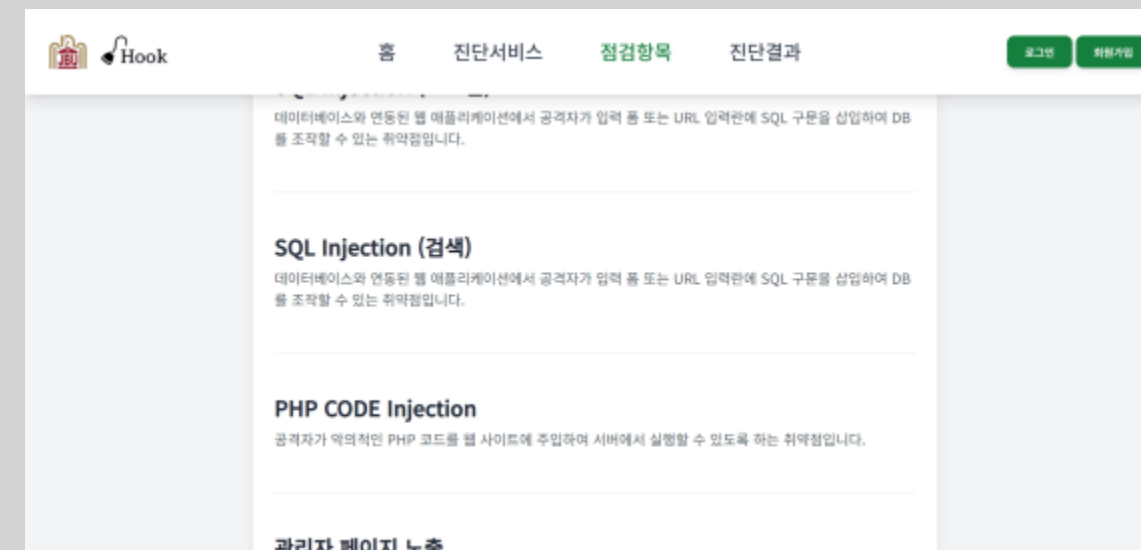 JBU
Hook
홈
진단서비스
점검항목
진단결과
로그인
회원가입
데이터베이스와 연동된 웹 애플리케이션에서 공격자가 입력 폼 또는 URL 입력란에 SQL 구문을 삽입하여 DB
를 조작할 수 있는 취약점입니다.
SQL Injection (검색)
데이터베이스와 연동된 웹 애플리케이션에서 공격자가 입력 폼 또는 URL 입력란에 SQL 구문을 삽입하여 DB
를 조작할 수 있는 취약점입니다.
PHP CODE Injection
공격자가 악의적인 PHP 코드를 웹 사이트에 주입하여 서버에서 실행할 수 있도록 하는 취약점입니다.
관리자 페이지 노출